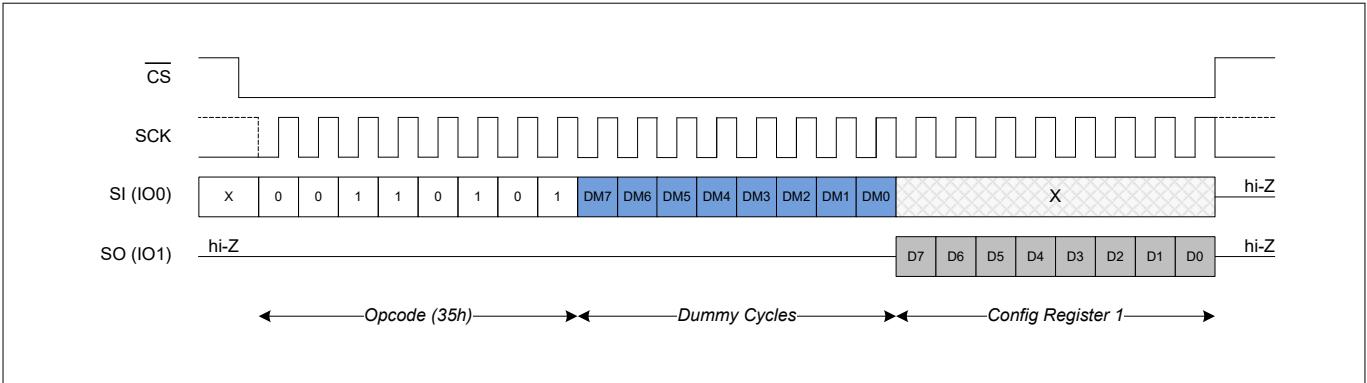 CS
SCK
SI (IO0) X 0 0 1 1 0 1 0 1 DM7 DM6 DM5 DM4 DM3 DM2 DM1 DM0 X hi-Z
SO (IO1) hi-Z D7 D6 D5 D4 D3 D2 D1 D0 hi-Z
Opcode (35h) Dummy Cycles Config Register 1